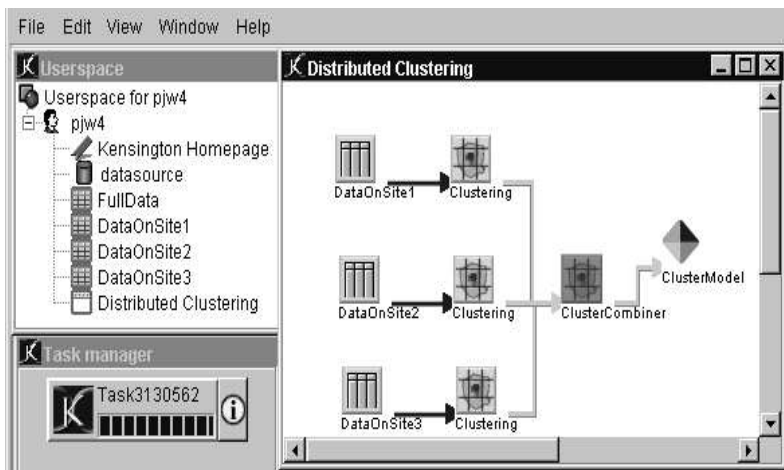 File Edit View Window Help
Userspace
Userspace for pjw4
pjw4
Kensington Homepage
datasource
FullData
DataOnSite1
DataOnSite2
DataOnSite3
Distributed Clustering
Task manager
Task3130562
Distributed Clustering
DataOnSite1 Clustering
DataOnSite2 Clustering ClusterCombiner ClusterModel
DataOnSite3 Clustering